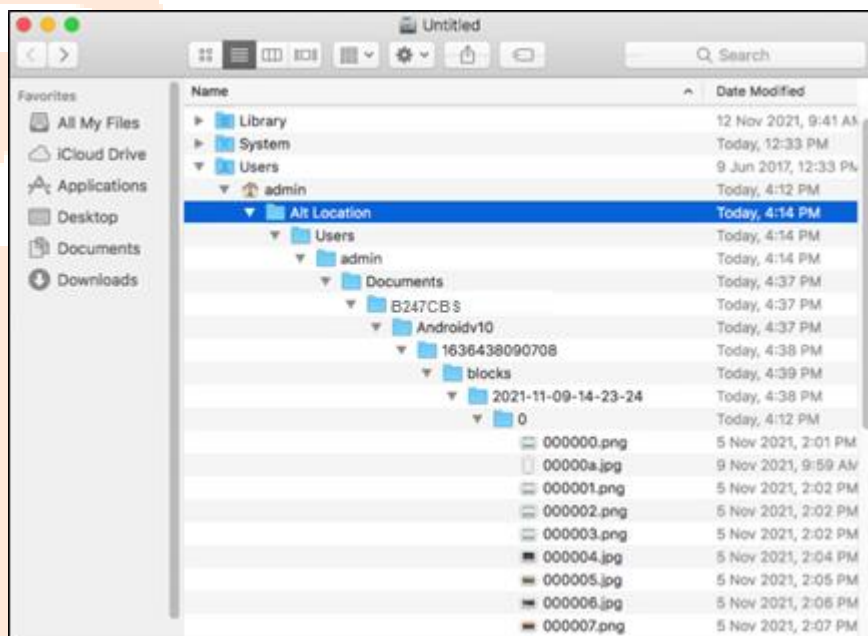 Untitled
Search
Favorites
All My Files
iCloud Drive
Applications
Desktop
Documents
Downloads
Name Date Modified
Library 12 Nov 2021, 9:41 AM
System Today, 12:33 PM
Users 9 Jun 2017, 12:33 PM
admin Today, 4:12 PM
Alt Location Today, 4:14 PM
Users Today, 4:14 PM
admin Today, 4:14 PM
Documents Today, 4:37 PM
B247CBS Today, 4:37 PM
Androidv10 Today, 4:37 PM
1636438090708 Today, 4:38 PM
blocks Today, 4:39 PM
2021-11-09-14-23-24 Today, 4:38 PM
0 Today, 4:12 PM
000000.png 5 Nov 2021, 2:01 PM
00000a.jpg 9 Nov 2021, 9:59 AM
000001.png 5 Nov 2021, 2:02 PM
000002.png 5 Nov 2021, 2:02 PM
000003.png 5 Nov 2021, 2:02 PM
000004.jpg 5 Nov 2021, 2:04 PM
000005.jpg 5 Nov 2021, 2:05 PM
000006.jpg 5 Nov 2021, 2:06 PM
000007.png 5 Nov 2021, 2:07 PM